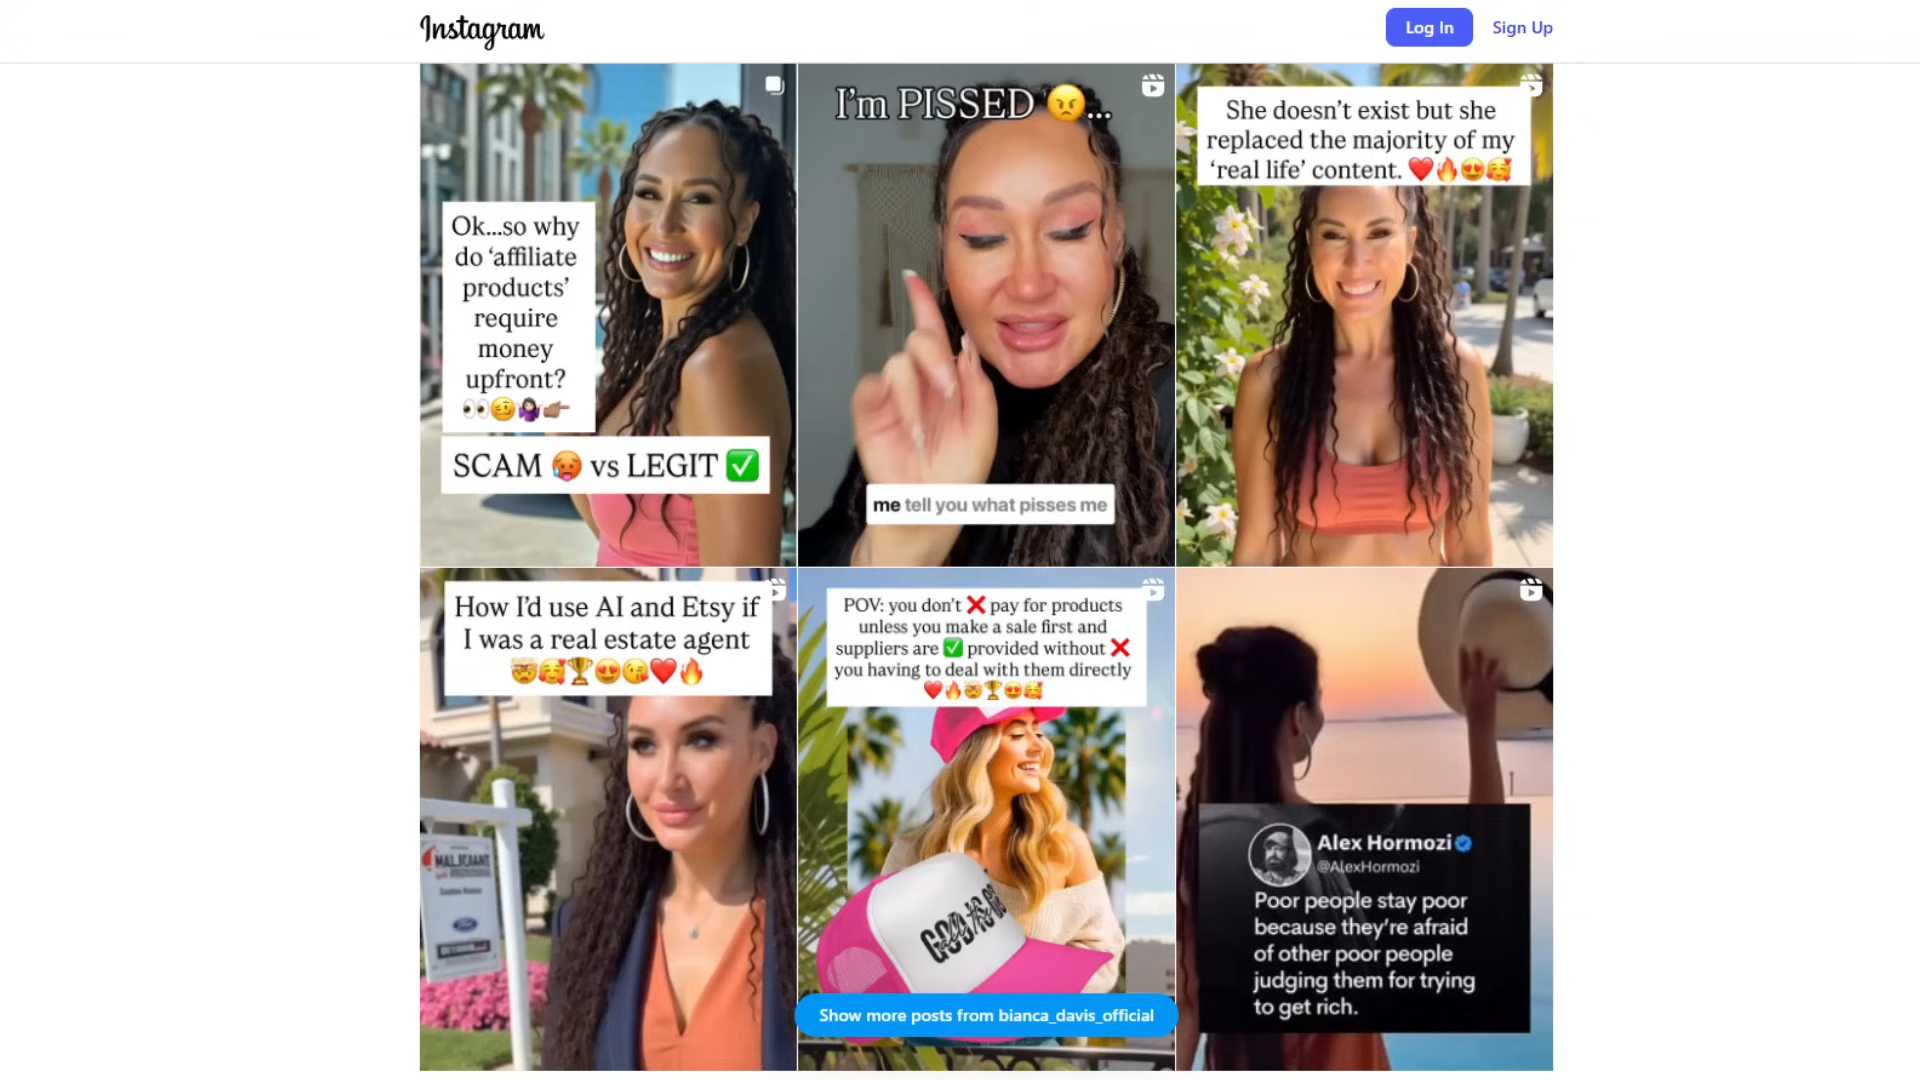 Instagram
Log In
Sign Up
Ok...so why
do ‘affiliate
products’
require
money
upfront?
SCAM 🥵 vs LEGIT ✅
I’m PISSED 😠...
me tell you what pisses me
She doesn’t exist but she
replaced the majority of my
‘real life’ content. ❤️🔥😍🥰
How I’d use AI and Etsy if
I was a real estate agent
🤯🥰🏆😍😘❤️🔥
POV: you don’t ❌ pay for products
unless you make a sale first and
suppliers are ✅ provided without ❌
you having to deal with them directly
❤️🔥🤯🏆😍🥰
Show more posts from bianca_davis_official
Alex Hormozi
@AlexHormozi
Poor people stay poor
because they’re afraid
of other poor people
judging them for trying
to get rich.